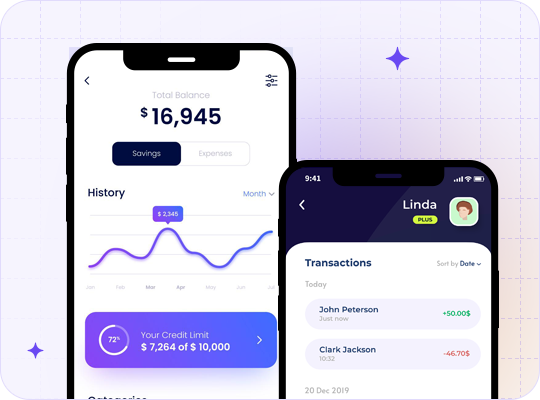 Total Balance
$16,945
Savings
Expenses
History
Month
$ 2,345
Jan Feb Mar Apr May Jun Jul
72%
Your Credit Limit
$ 7,264 of $ 10,000
9:41
Linda
PLUS
Transactions
Sort by Date
Today
John Peterson
Just now
+50.00$
Clark Jackson
10:32
-46.70$
20 Dec 2019